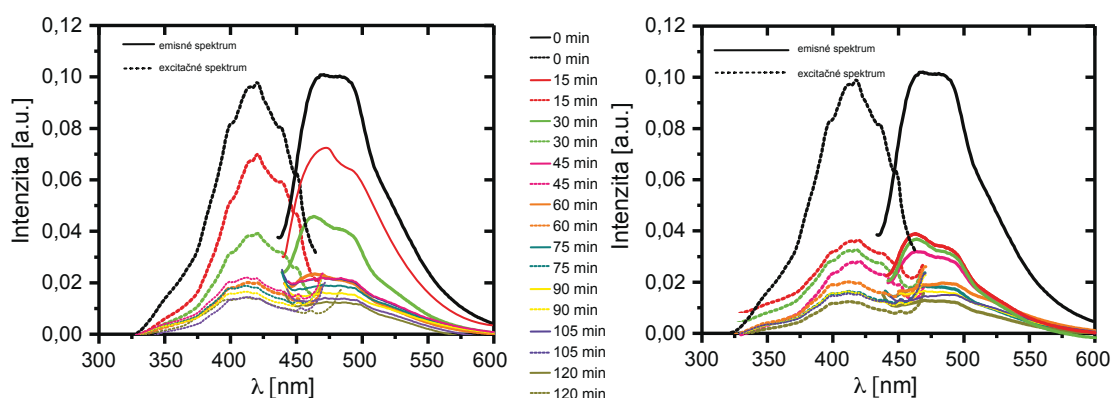 0,12
0,10
0,08
0,06
0,04
0,02
0,00
Intenzita [a.u.]
emisné spektrum
excitačné spektrum
300 350 400 450 500 550 600
λ [nm]
0 min
0 min
15 min
15 min
30 min
30 min
45 min
45 min
60 min
60 min
75 min
75 min
90 min
90 min
105 min
105 min
120 min
120 min
0,12
0,10
0,08
0,06
0,04
0,02
0,00
Intenzita [a.u.]
emisné spektrum
excitačné spektrum
300 350 400 450 500 550 600
λ [nm]